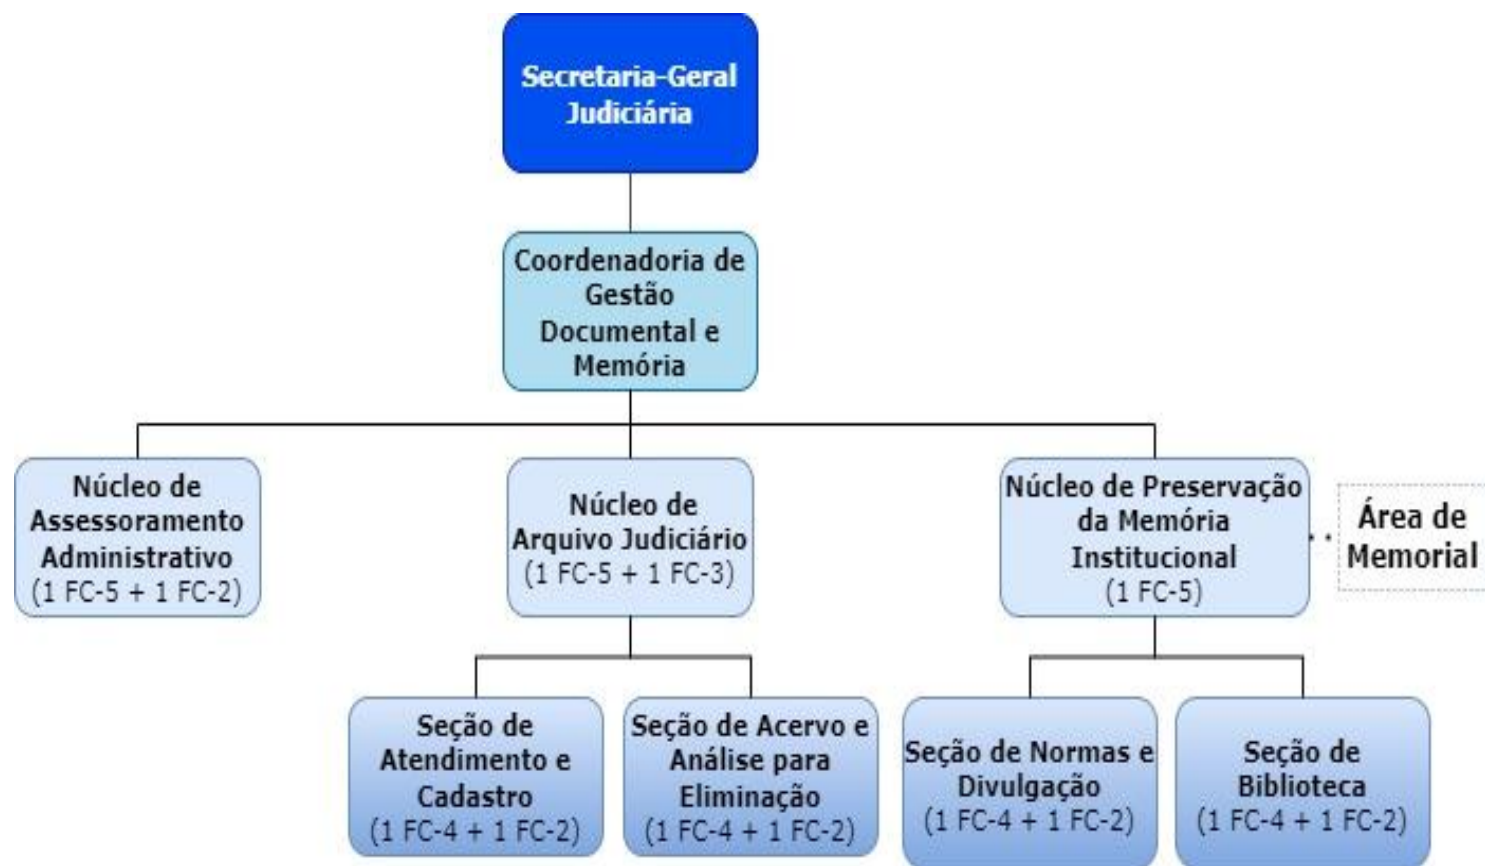 Secretaria-Geral
Judiciária
Coordenadoria de
Gestão
Documental e
Memória
Núcleo de
Assessoramento
Administrativo
(1 FC-5 + 1 FC-2)
Núcleo de
Arquivo Judiciário
(1 FC-5 + 1 FC-3)
Núcleo de Preservação
da Memória
Institucional
(1 FC-5)
Área de
Memorial
Seção de
Atendimento e
Cadastro
(1 FC-4 + 1 FC-2)
Seção de Acervo e
Análise para
Eliminação
(1 FC-4 + 1 FC-2)
Seção de Normas e
Divulgação
(1 FC-4 + 1 FC-2)
Seção de
Biblioteca
(1 FC-4 + 1 FC-2)